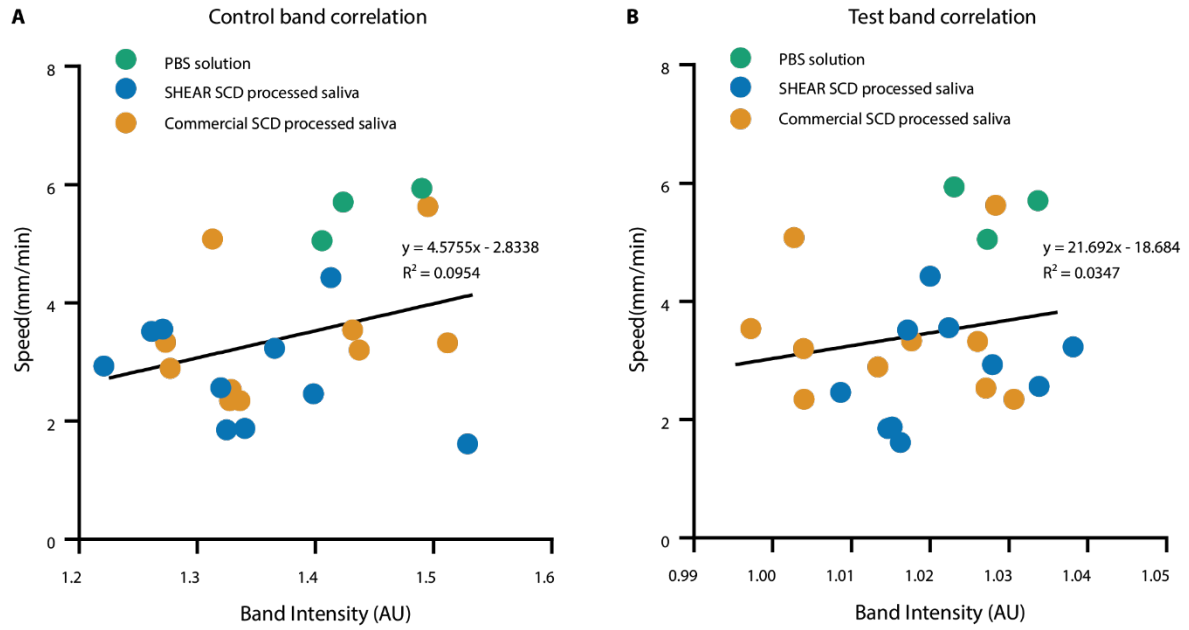 A
Control band correlation
PBS solution
SHEAR SCD processed saliva
Commercial SCD processed saliva
8
6
4
2
0
Speed(mm/min)
y = 4.5755x - 2.8338
R² = 0.0954
1.2 1.3 1.4 1.5 1.6
Band Intensity (AU)
B
Test band correlation
PBS solution
SHEAR SCD processed saliva
Commercial SCD processed saliva
8
6
4
2
0
Speed(mm/min)
y = 21.692x - 18.684
R² = 0.0347
0.99 1.00 1.01 1.02 1.03 1.04 1.05
Band Intensity (AU)